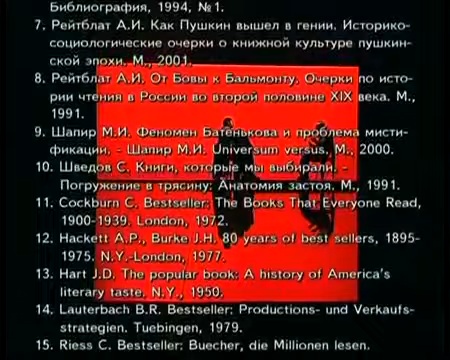 Библиография, 1994, №1.
7. Рейтблат А.И. Как Пушкин вышел в гении. Историко-
социологические очерки о книжной культуре пушкин-
ской эпохи. М., 2001.
8. Рейтблат А.И. От Бовы к Бальмонту. Очерки по исто-
рии чтения в России во второй половине XIX века. М.,
1991.
9. Шапир М.И. Феномен Батенькова и проблема мисти-
фикации. - Шапир М.И. Universum versus. М., 2000.
10. Шведов С. Книги, которые мы выбирали. -
Погружение в трясину: Анатомия застоя. М., 1991.
11. Cockburn C. Bestseller: The Books That Everyone Read,
1900-1939. London, 1972.
12. Hackett A.P., Burke J.H. 80 years of best sellers, 1895-
1975. N.Y.-London, 1977.
13. Hart J.D. The popular book: A history of America's
literary taste. N.Y., 1950.
14. Lauterbach B.R. Bestseller: Productions- und Verkaufs-
strategien. Tuebingen, 1979.
15. Riess C. Bestseller: Buecher, die Millionen lesen.